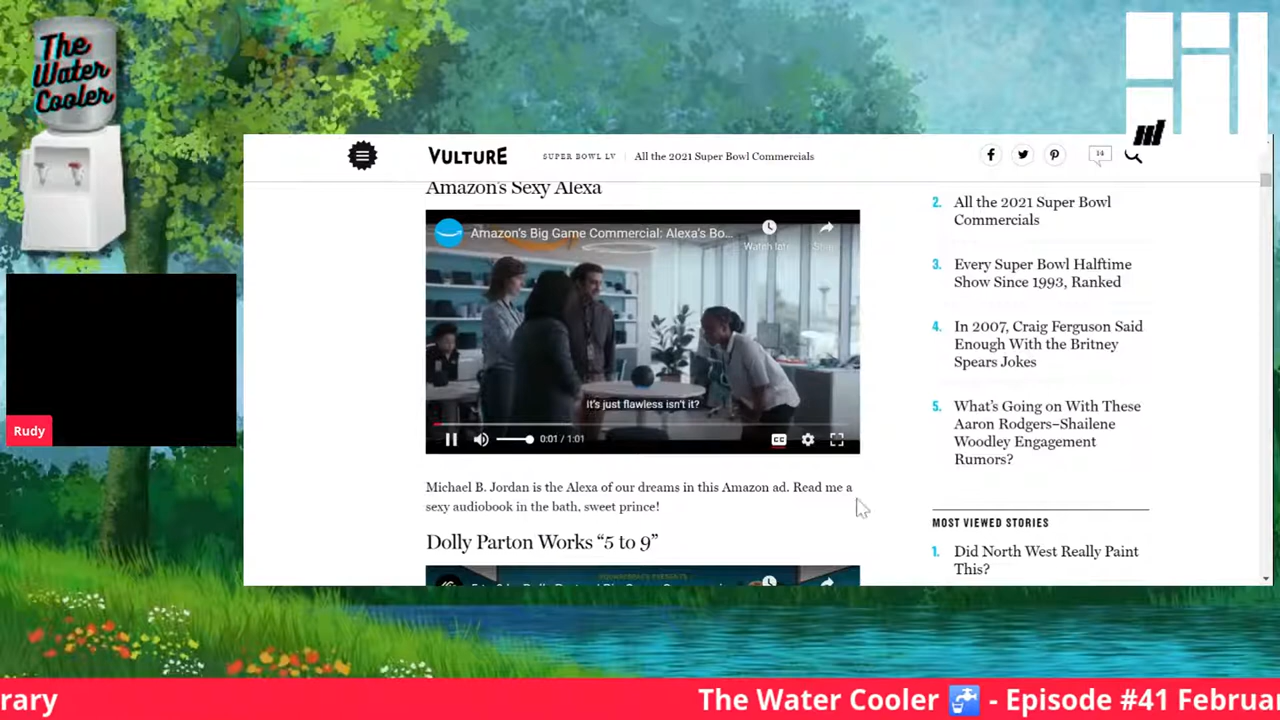 The
Water
Cooler
VULTURE
SUPER BOWL LV
All the 2021 Super Bowl Commercials
14
Amazon's Sexy Alexa
Amazon's Big Game Commercial: Alexa's Bo...
Watch
It's just flawless isn't it?
0:01 / 1:01
CC
Michael B. Jordan is the Alexa of our dreams in this Amazon ad. Read me a
sexy audiobook in the bath, sweet prince!
Dolly Parton Works “5 to 9”
2. All the 2021 Super Bowl
Commercials
3. Every Super Bowl Halftime
Show Since 1993, Ranked
4. In 2007, Craig Ferguson Said
Enough With the Britney
Spears Jokes
5. What's Going on With These
Aaron Rodgers–Shailene
Woodley Engagement
Rumors?
MOST VIEWED STORIES
1. Did North West Really Paint
This?
Rudy
rary
The Water Cooler 🚰 - Episode #41 Februa